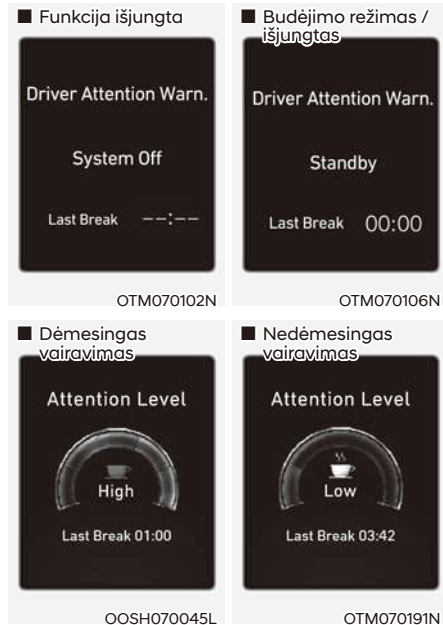 ■ Funkcija išjungta
Driver Attention Warn.
System Off
Last Break --:--
OTM070102N
■ Budėjimo režimas /
išjungtas
Driver Attention Warn.
Standby
Last Break 00:00
OTM070106N
■ Dėmesingas
vairavimas
Attention Level
High
Last Break 01:00
OOSH070045L
■ Nedėmesingas
vairavimas
Attention Level
Low
Last Break 03:42
OTM070191N